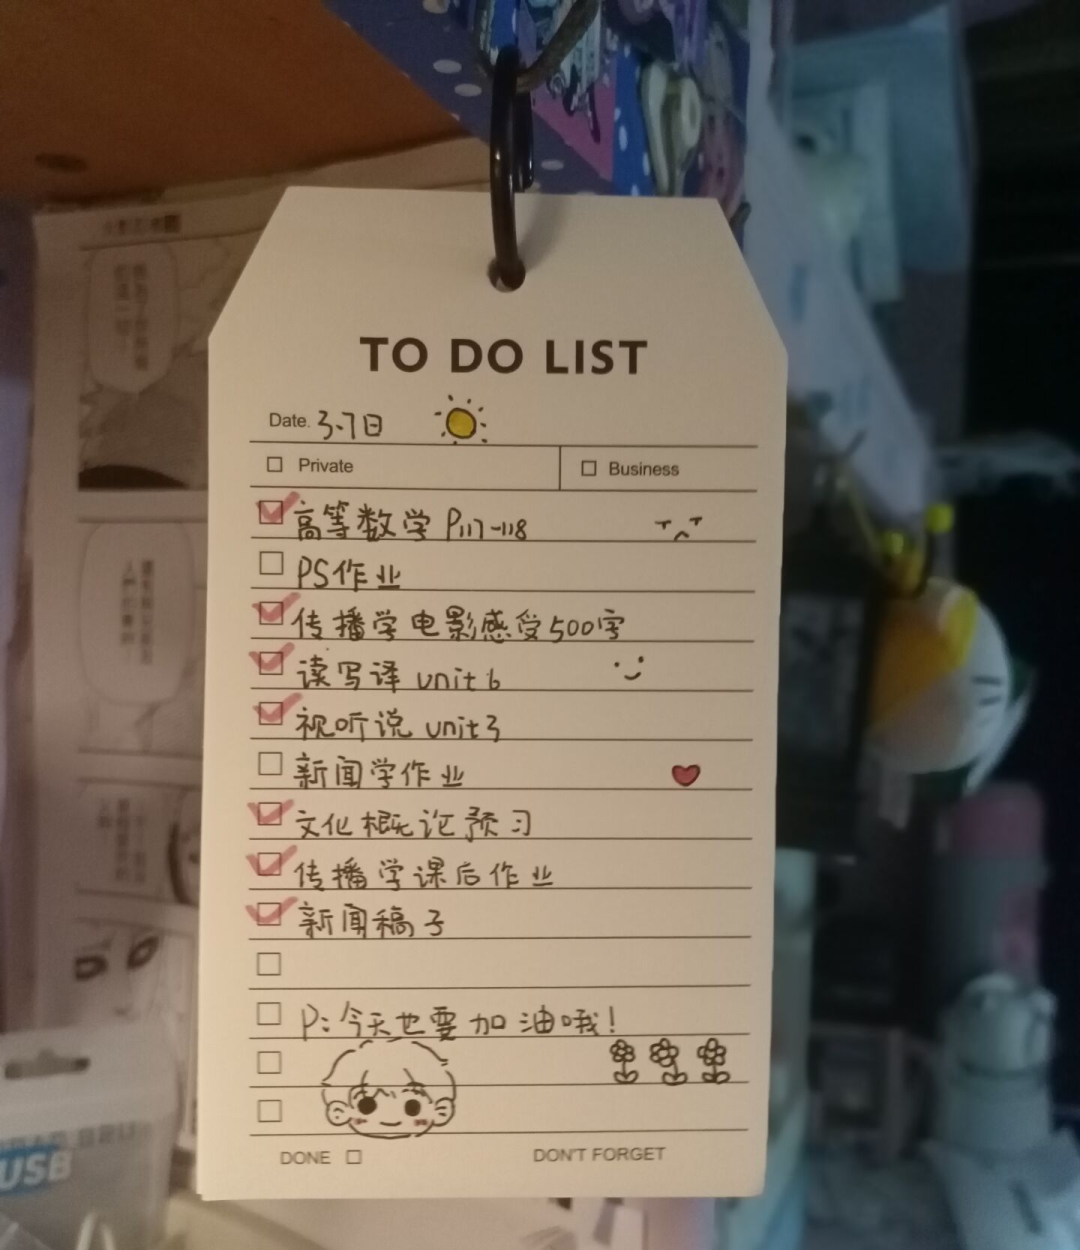 TO DO LIST
Date. 3.7日
Private Business
高等数学 P117-118
PS作业
传播学电影感受500字
读写译 unit 6
视听说 unit3
新闻学作业
文化概论预习
传播学课后作业
新闻稿子
P:今天也要加油哦!
DONE DON'T FORGET
USB